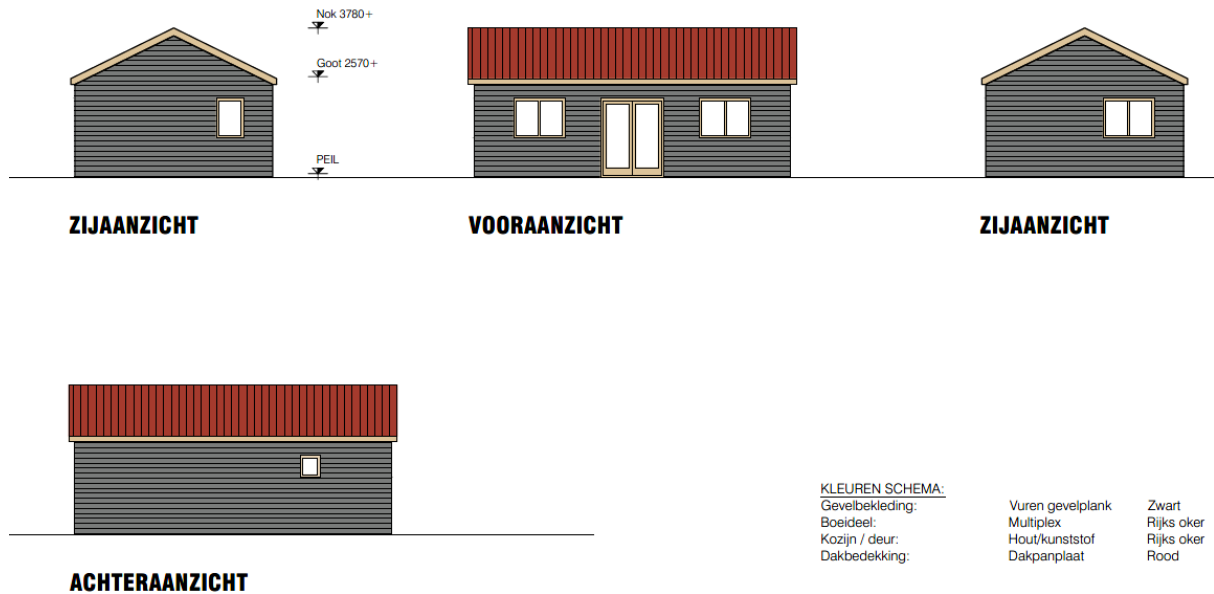 Nok 3780+
Goot 2570+
PEIL
ZIJAANZICHT
VOORAANZICHT
ZIJAANZICHT
ACHTERAANZICHT
KLEUREN SCHEMA:
Gevelbekleding: Vuren gevelplank Zwart
Boeideel: Multiplex Rijks oker
Kozijn / deur: Hout/kunststof Rijks oker
Dakbedekking: Dakpanplaat Rood